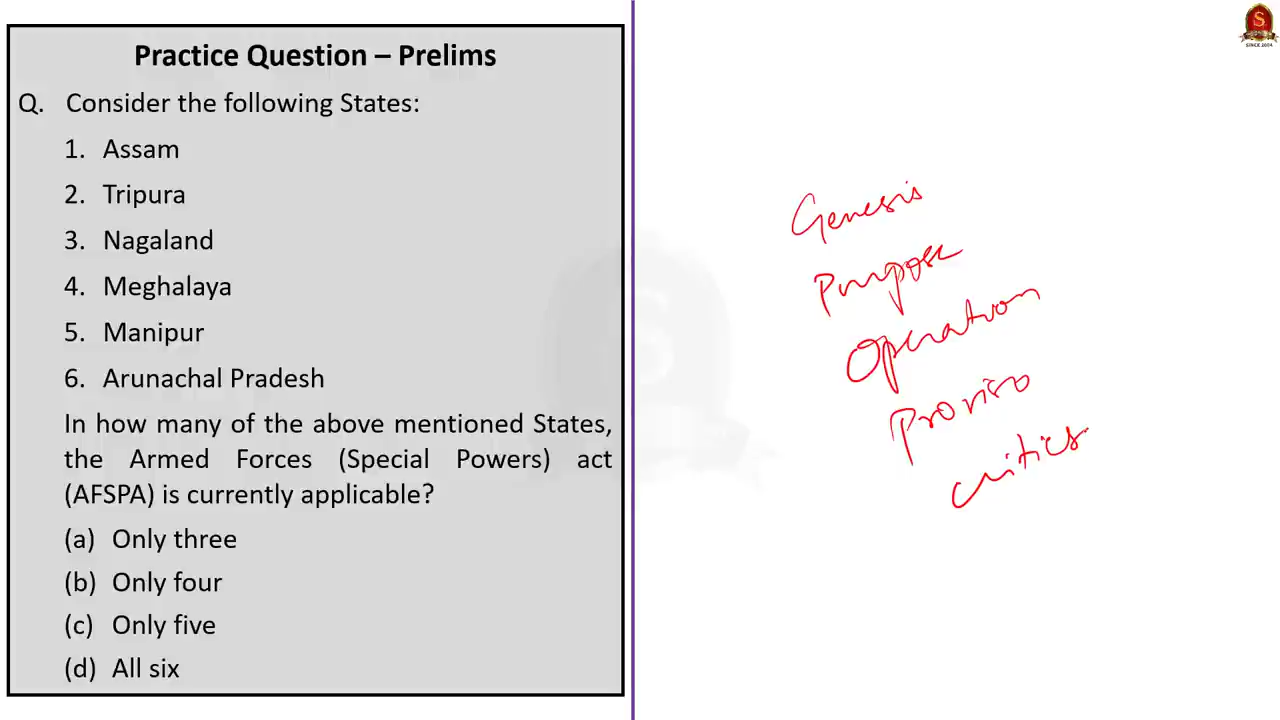 Practice Question – Prelims
Q. Consider the following States:
1. Assam
2. Tripura
3. Nagaland
4. Meghalaya
5. Manipur
6. Arunachal Pradesh
In how many of the above mentioned States,
the Armed Forces (Special Powers) act
(AFSPA) is currently applicable?
(a) Only three
(b) Only four
(c) Only five
(d) All six
Genesis
Purpose
Operation
Proviso
Critics
S
SINCE 2004